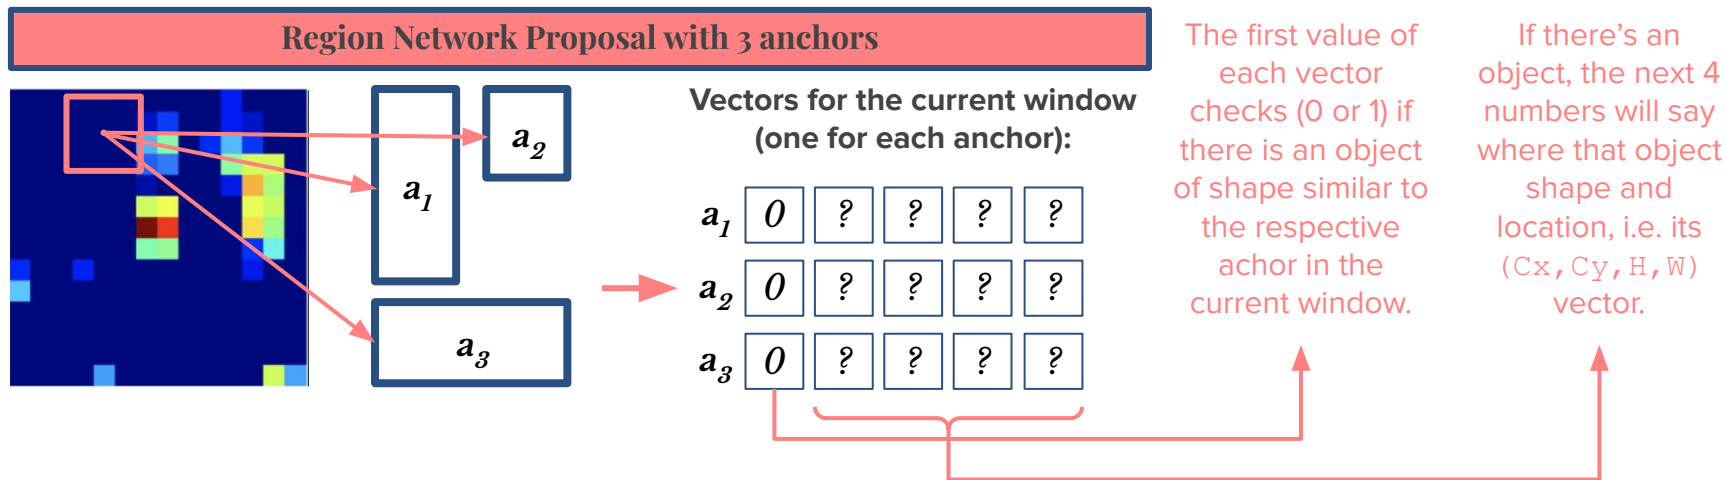 Region Network Proposal with 3 anchors
a1
a2
a3
Vectors for the current window
(one for each anchor):
a1 0 ? ? ? ?
a2 0 ? ? ? ?
a3 0 ? ? ? ?
The first value of
each vector
checks (0 or 1) if
there is an object
of shape similar to
the respective
achor in the
current window.
If there’s an
object, the next 4
numbers will say
where that object
shape and
location, i.e. its
(Cx,Cy,H,W)
vector.